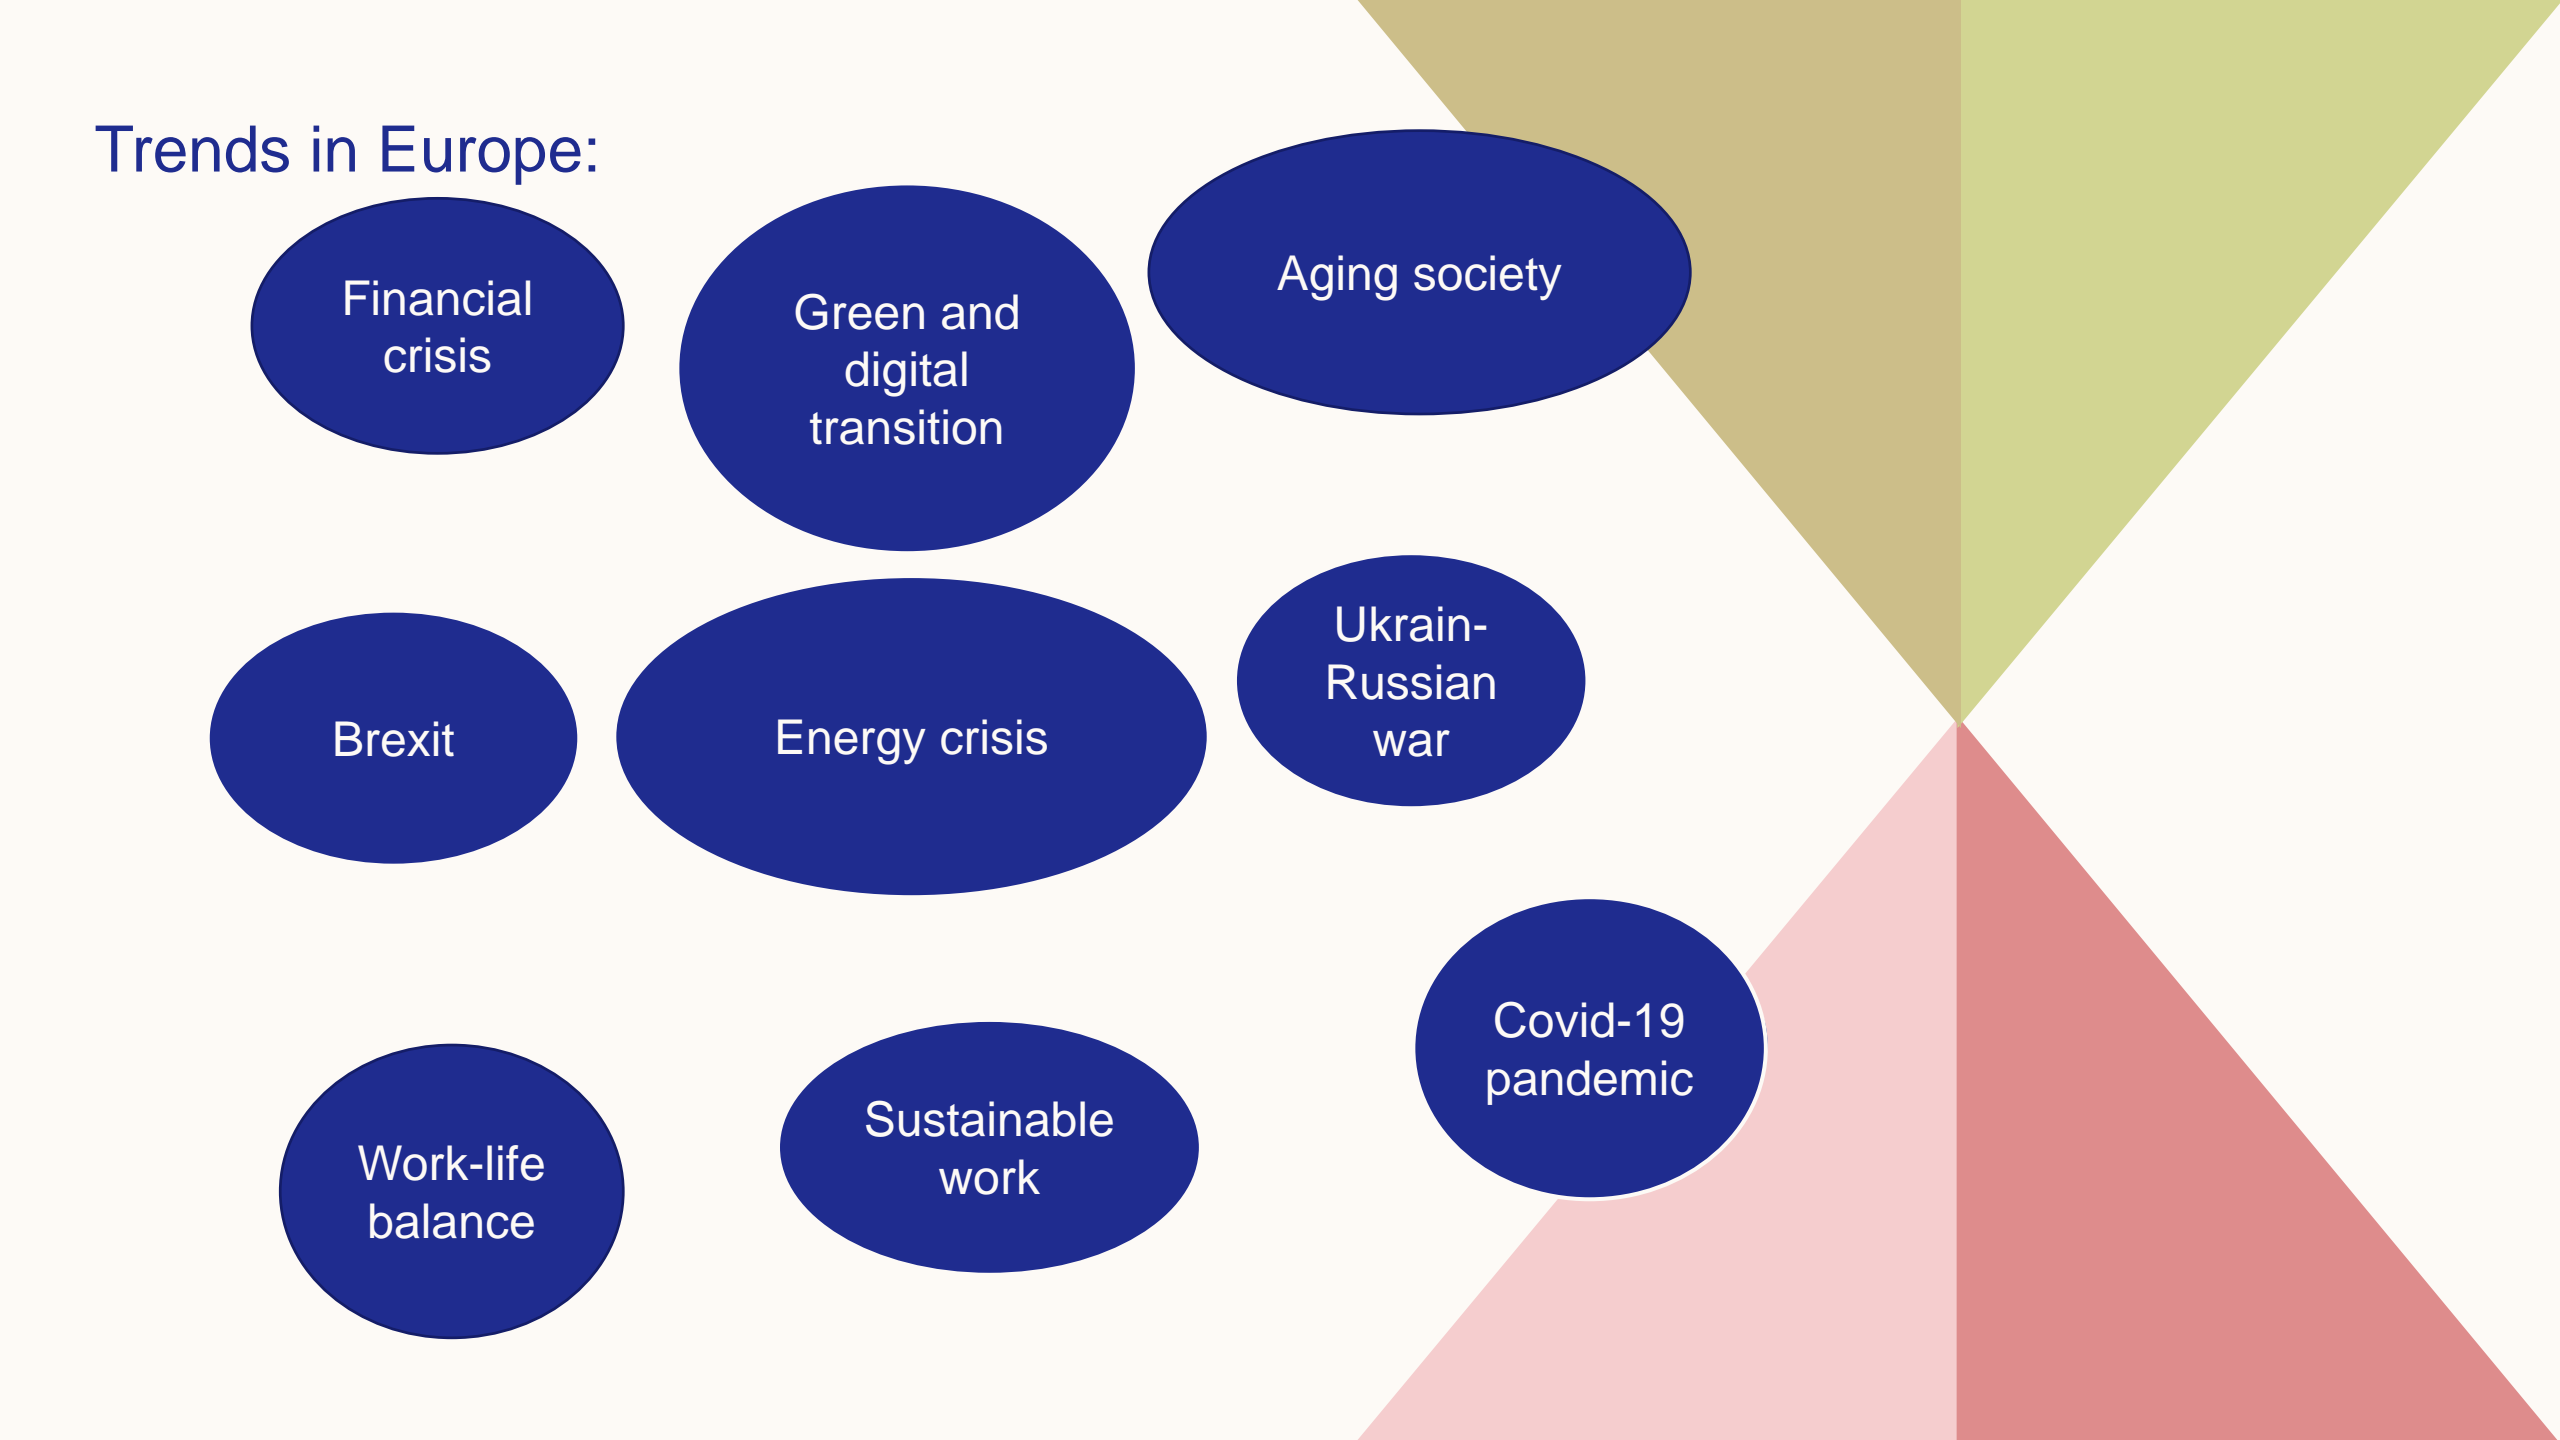 Trends in Europe:
Financial
crisis
Green and
digital
transition
Aging society
Brexit
Energy crisis
Ukrain-
Russian
war
Work-life
balance
Sustainable
work
Covid-19
pandemic